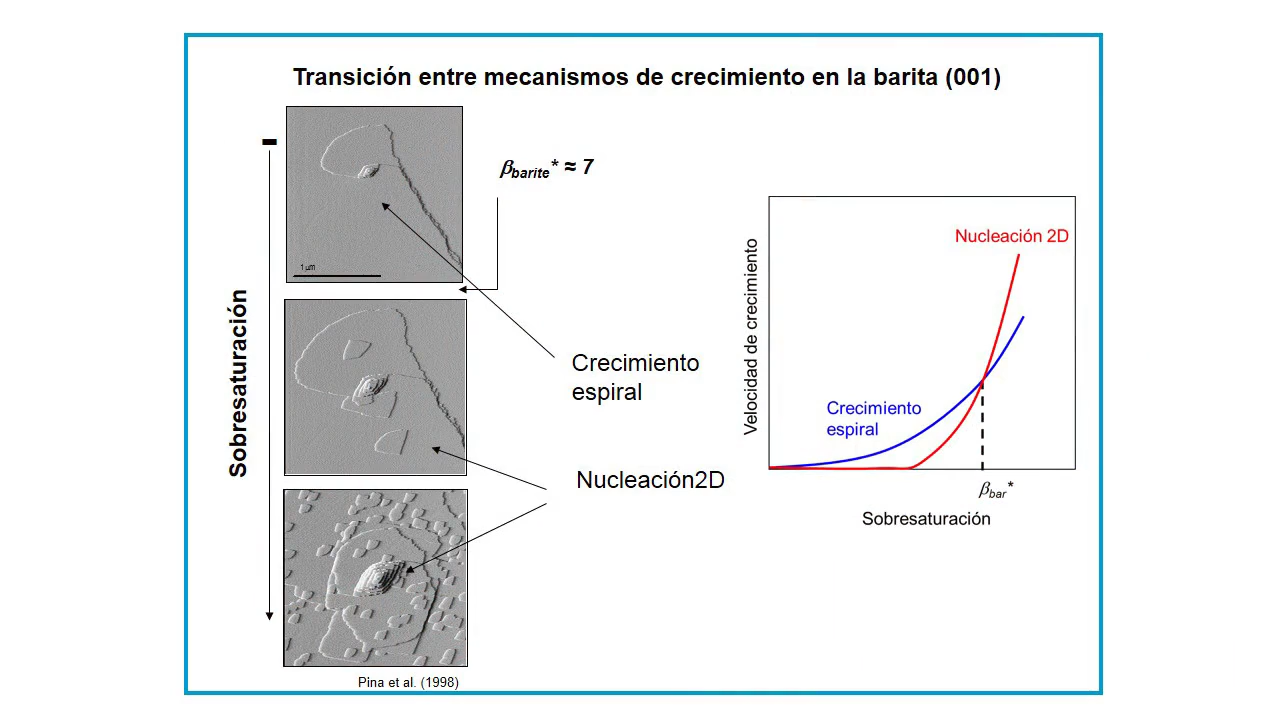 Transición entre mecanismos de crecimiento en la barita (001)
-
βbarite* ≈ 7
1 µm
Sobresaturación
Crecimiento
espiral
Nucleación2D
Pina et al. (1998)
Velocidad de crecimiento
Nucleación 2D
Crecimiento
espiral
βbar*
Sobresaturación